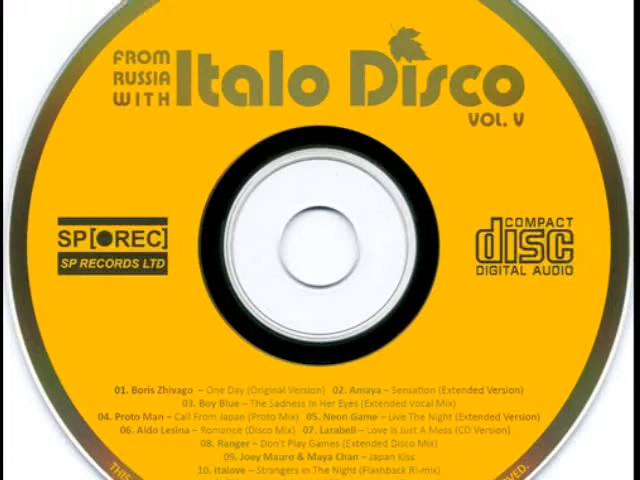 FROM RUSSIA WITH Italo Disco
VOL. V
SP[●REC]
SP RECORDS LTD
COMPACT
disc
DIGITAL AUDIO
01. Boris Zhivago – One Day (Original Version) 02. Amaya – Sensation (Extended Version)
03. Boy Blue – The Sadness In Her Eyes (Extended Vocal Mix)
04. Proto Man – Call From Japan (Proto Mix) 05. Neon Game – Live The Night (Extended Version)
06. Aldo Lesina – Romance (Disco Mix) 07. Lazabell – Love Is Just A Mess (CD Version)
08. Ranger – Don't Play Games (Extended Disco Mix)
09. Joey Mauro & Maya Chan – Japan Kiss
10. Italove – Strangers In The Night (Flashback Re-mix)
THIS